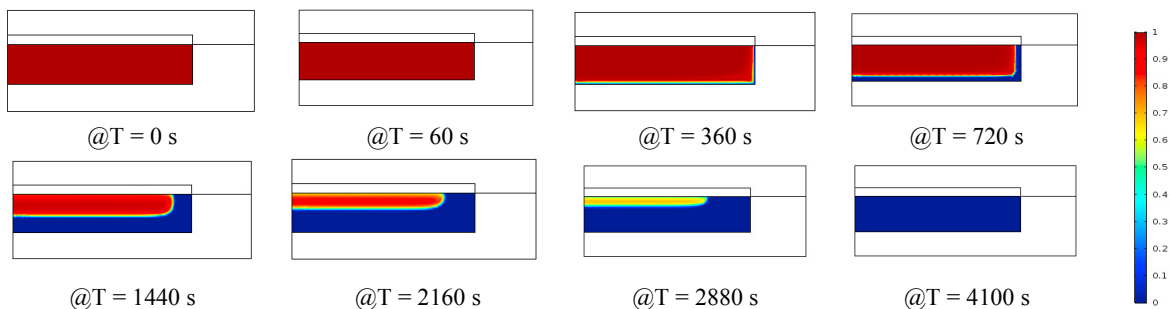 @T = 0 s
@T = 60 s
@T = 360 s
@T = 720 s
@T = 1440 s
@T = 2160 s
@T = 2880 s
@T = 4100 s
1
0.9
0.8
0.7
0.6
0.5
0.4
0.3
0.2
0.1
0